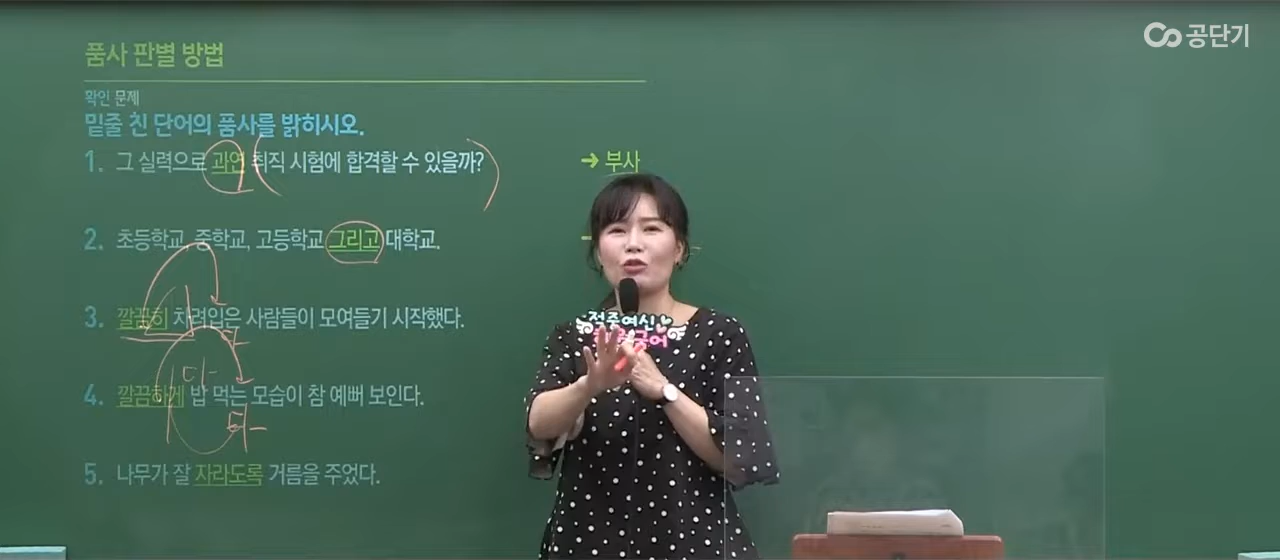 공단기
품사 판별 방법
확인 문제
밑줄 친 단어의 품사를 밝히시오.
1. 그 실력으로 과연 취직 시험에 합격할 수 있을까? → 부사
2. 초등학교, 중학교, 고등학교 그리고 대학교.
3. 깔끔히 차려입은 사람들이 모여들기 시작했다.
4. 깔끔하게 밥 먹는 모습이 참 예뻐 보인다.
5. 나무가 잘 자라도록 거름을 주었다.
적중여신
국어